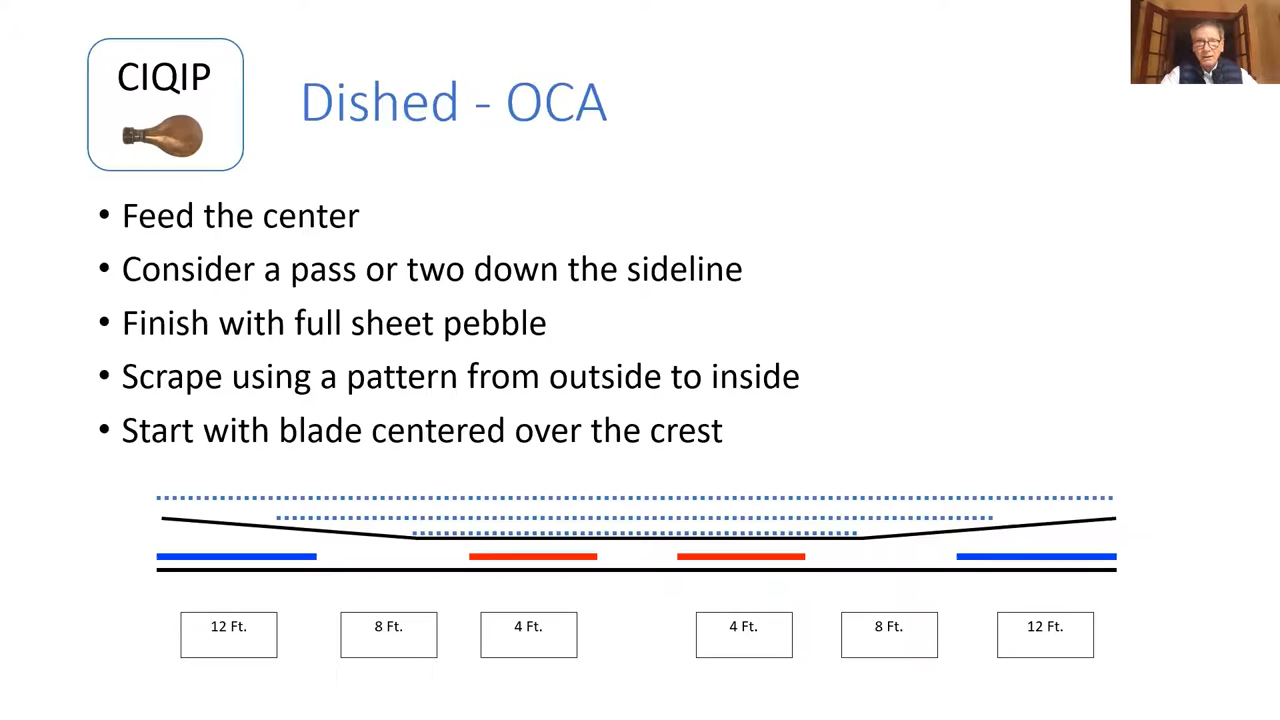 CIQIP
Dished - OCA
• Feed the center
• Consider a pass or two down the sideline
• Finish with full sheet pebble
• Scrape using a pattern from outside to inside
• Start with blade centered over the crest
12 Ft. 8 Ft. 4 Ft. 4 Ft. 8 Ft. 12 Ft.